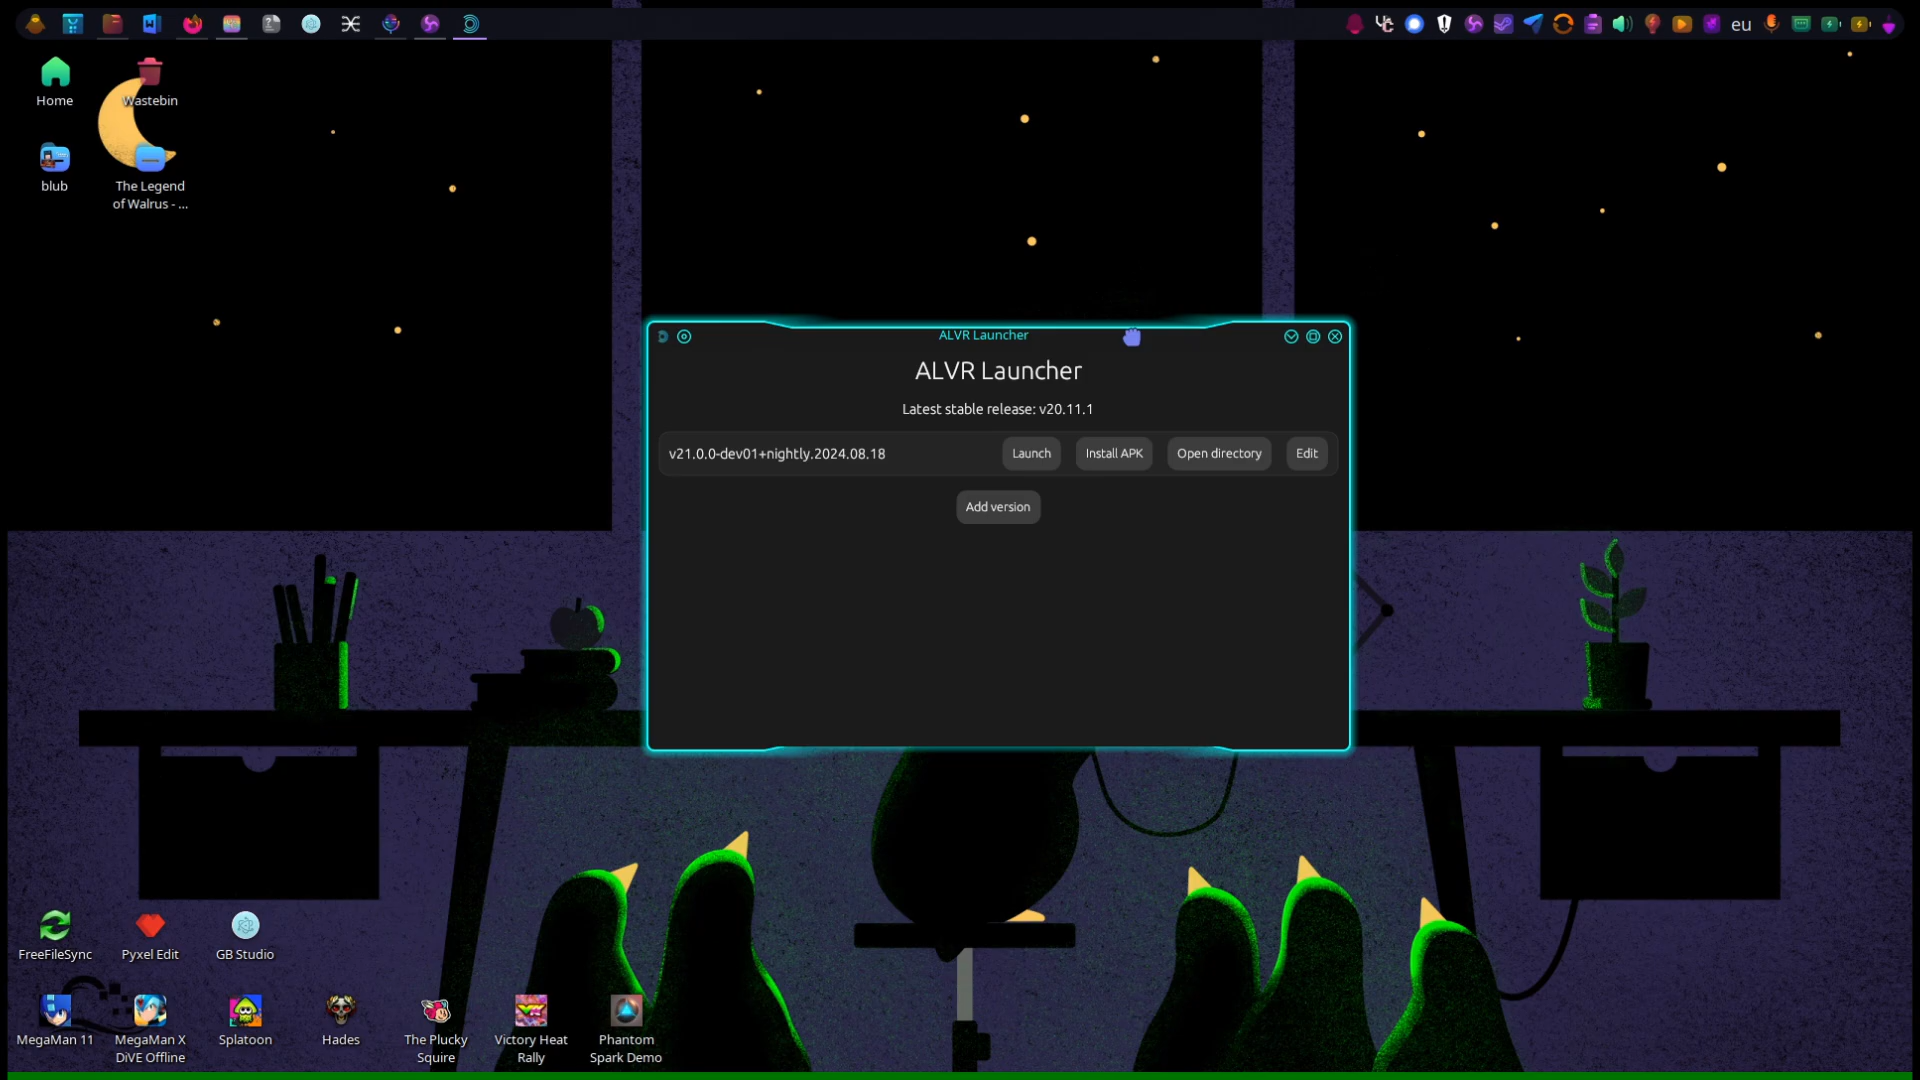 eu
Home
Wastebin
blub
The Legend
of Walrus - ...
ALVR Launcher
ALVR Launcher
Latest stable release: v20.11.1
v21.0.0-dev01+nightly.2024.08.18
Launch
Install APK
Open directory
Edit
Add version
FreeFileSync
Pyxel Edit
GB Studio
MegaMan 11
MegaMan X
DiVE Offline
Splatoon
Hades
The Plucky
Squire
Victory Heat
Rally
Phantom
Spark Demo